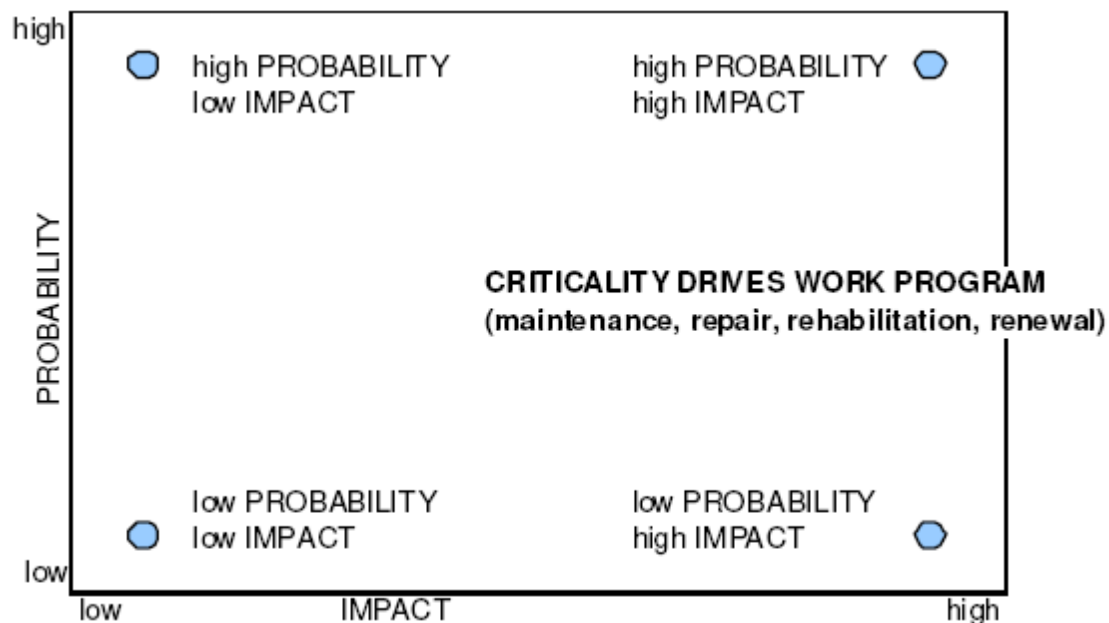 high
high PROBABILITY
low IMPACT
high PROBABILITY
high IMPACT
PROBABILITY
CRITICALITY DRIVES WORK PROGRAM
(maintenance, repair, rehabilitation, renewal)
low PROBABILITY
low IMPACT
low PROBABILITY
high IMPACT
low
low
IMPACT
high